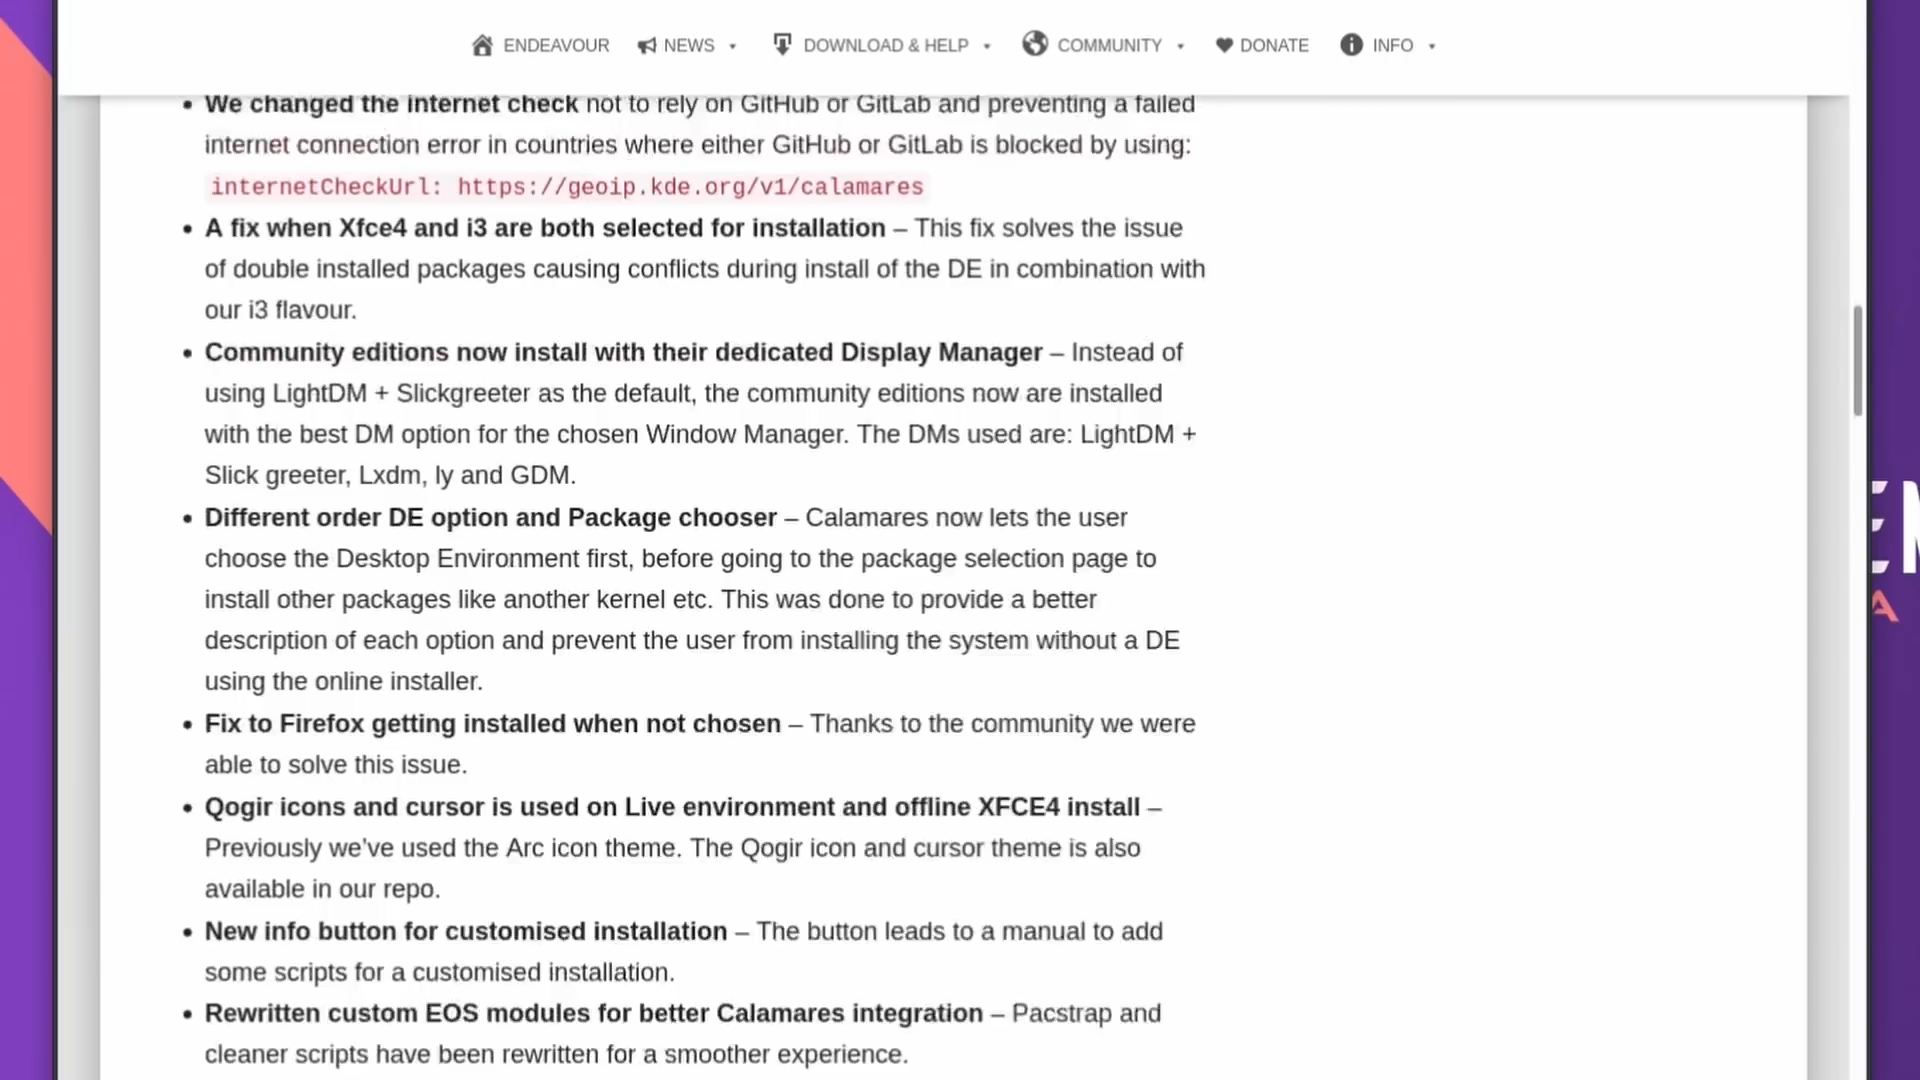 ENDEAVOUR NEWS DOWNLOAD & HELP COMMUNITY DONATE INFO
We changed the internet check not to rely on GitHub or GitLab and preventing a failed
internet connection error in countries where either GitHub or GitLab is blocked by using:
internetCheckUrl: https://geoip.kde.org/v1/calamares
A fix when Xfce4 and i3 are both selected for installation – This fix solves the issue
of double installed packages causing conflicts during install of the DE in combination with
our i3 flavour.
Community editions now install with their dedicated Display Manager – Instead of
using LightDM + Slickgreeter as the default, the community editions now are installed
with the best DM option for the chosen Window Manager. The DMs used are: LightDM +
Slick greeter, Lxdm, ly and GDM.
Different order DE option and Package chooser – Calamares now lets the user
choose the Desktop Environment first, before going to the package selection page to
install other packages like another kernel etc. This was done to provide a better
description of each option and prevent the user from installing the system without a DE
using the online installer.
Fix to Firefox getting installed when not chosen – Thanks to the community we were
able to solve this issue.
Qogir icons and cursor is used on Live environment and offline XFCE4 install –
Previously we've used the Arc icon theme. The Qogir icon and cursor theme is also
available in our repo.
New info button for customised installation – The button leads to a manual to add
some scripts for a customised installation.
Rewritten custom EOS modules for better Calamares integration – Pacstrap and
cleaner scripts have been rewritten for a smoother experience.